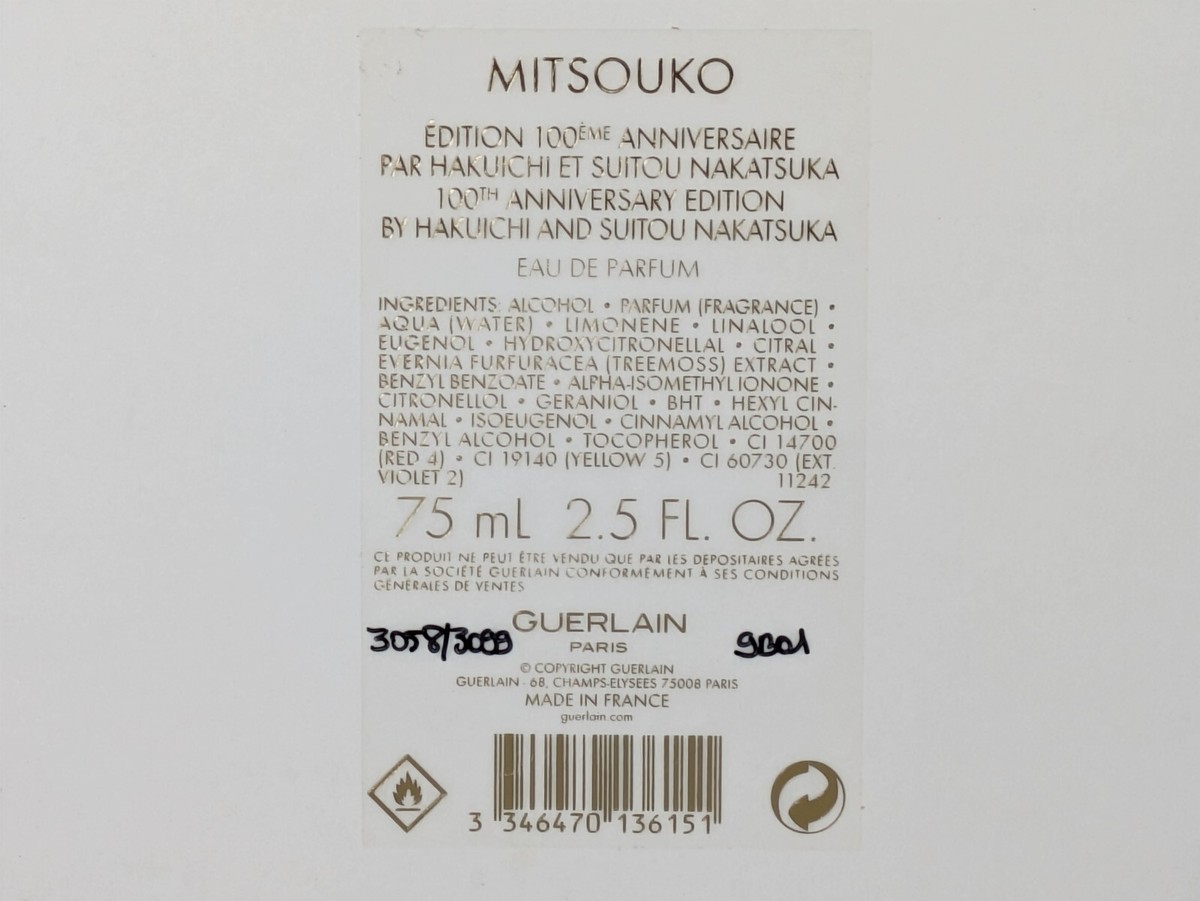 MITSOUKO
ÉDITION 100ÈME ANNIVERSAIRE
PAR HAKUICHI ET SUITOU NAKATSUKA
100TH ANNIVERSARY EDITION
BY HAKUICHI AND SUITOU NAKATSUKA
EAU DE PARFUM
INGREDIENTS: ALCOHOL • PARFUM (FRAGRANCE) •
AQUA (WATER) • LIMONENE • LINALOOL •
EUGENOL • HYDROXYCITRONELLAL • CITRAL •
EVERNIA FURFURACEA (TREEMOSS) EXTRACT •
BENZYL BENZOATE • ALPHA-ISOMETHYL IONONE •
CITRONELLOL • GERANIOL • BHT • HEXYL CIN-
NAMAL • ISOEUGENOL • CINNAMYL ALCOHOL •
BENZYL ALCOHOL • TOCOPHEROL • CI 14700
(RED 4) • CI 19140 (YELLOW 5) • CI 60730 (EXT.
VIOLET 2) 11242
75 mL 2.5 FL. OZ.
CE PRODUIT NE PEUT ÊTRE VENDU QUE PAR LES DÉPOSITAIRES AGRÉÉS
PAR LA SOCIÉTÉ GUERLAIN CONFORMÉMENT À SES CONDITIONS
GÉNÉRALES DE VENTES
GUERLAIN
3058/3099 PARIS
© COPYRIGHT GUERLAIN
GUERLAIN - 68, CHAMPS-ELYSEES 75008 PARIS
MADE IN FRANCE
guerlain.com
3 346470 136151